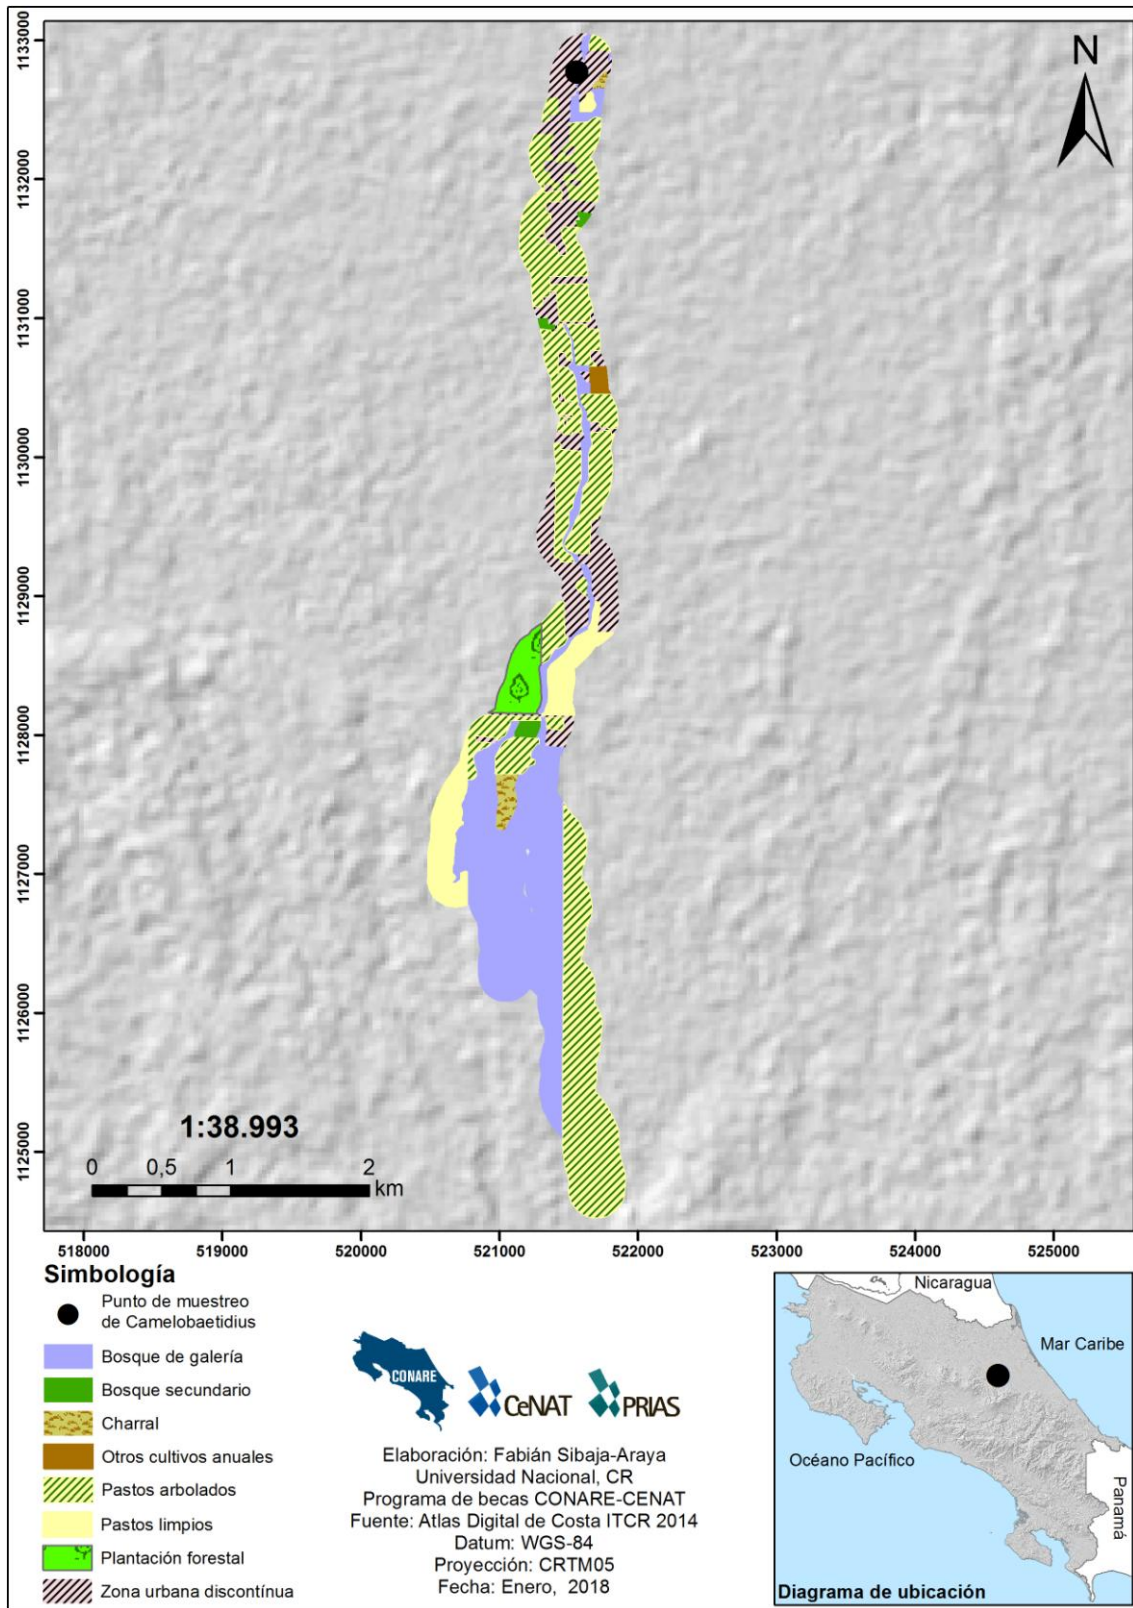 N
1133000
1132000
1131000
1130000
1129000
1128000
1127000
1126000
1125000
1:38.993
0 0,5 1 2
km
518000 519000 520000 521000 522000 523000 524000 525000
Simbología
Punto de muestreo
de Camelobaetidius
Bosque de galería
Bosque secundario
Charral
Otros cultivos anuales
Pastos arbolados
Pastos limpios
Plantación forestal
Zona urbana discontínua
CONARE
CeNAT
PRIAS
Elaboración: Fabián Sibaja-Araya
Universidad Nacional, CR
Programa de becas CONARE-CENAT
Fuente: Atlas Digital de Costa ITCR 2014
Datum: WGS-84
Proyección: CRTM05
Fecha: Enero, 2018
Nicaragua
Mar Caribe
Océano Pacífico
Panamá
Diagrama de ubicación